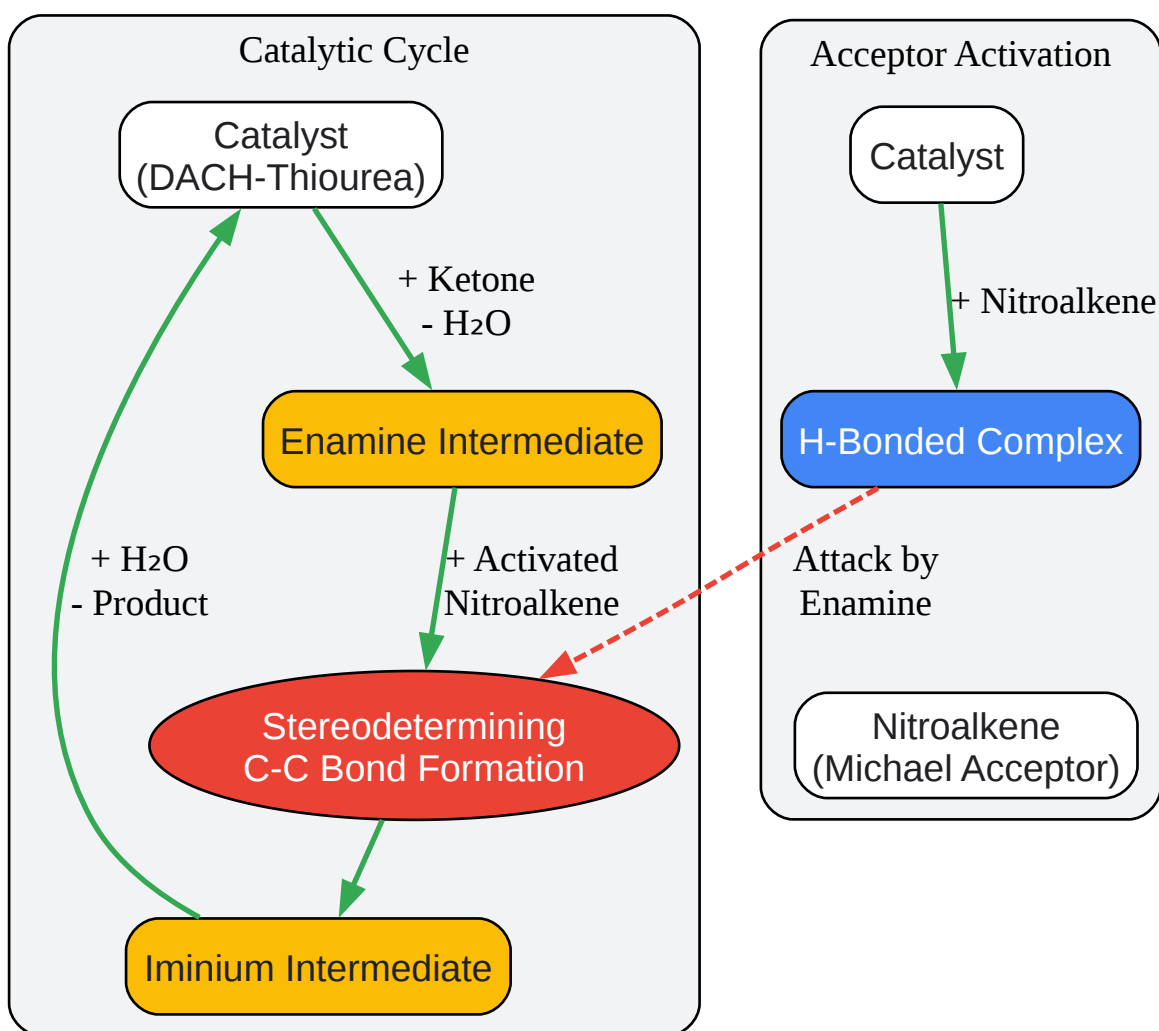 Catalytic Cycle
Catalyst
(DACH-Thiourea)
+ Ketone
- H₂O
Enamine Intermediate
+ H₂O
- Product
+ Activated
Nitroalkene
Stereodetermining
C-C Bond Formation
Iminium Intermediate
Acceptor Activation
Catalyst
+ Nitroalkene
H-Bonded Complex
Attack by
Enamine
Nitroalkene
(Michael Acceptor)